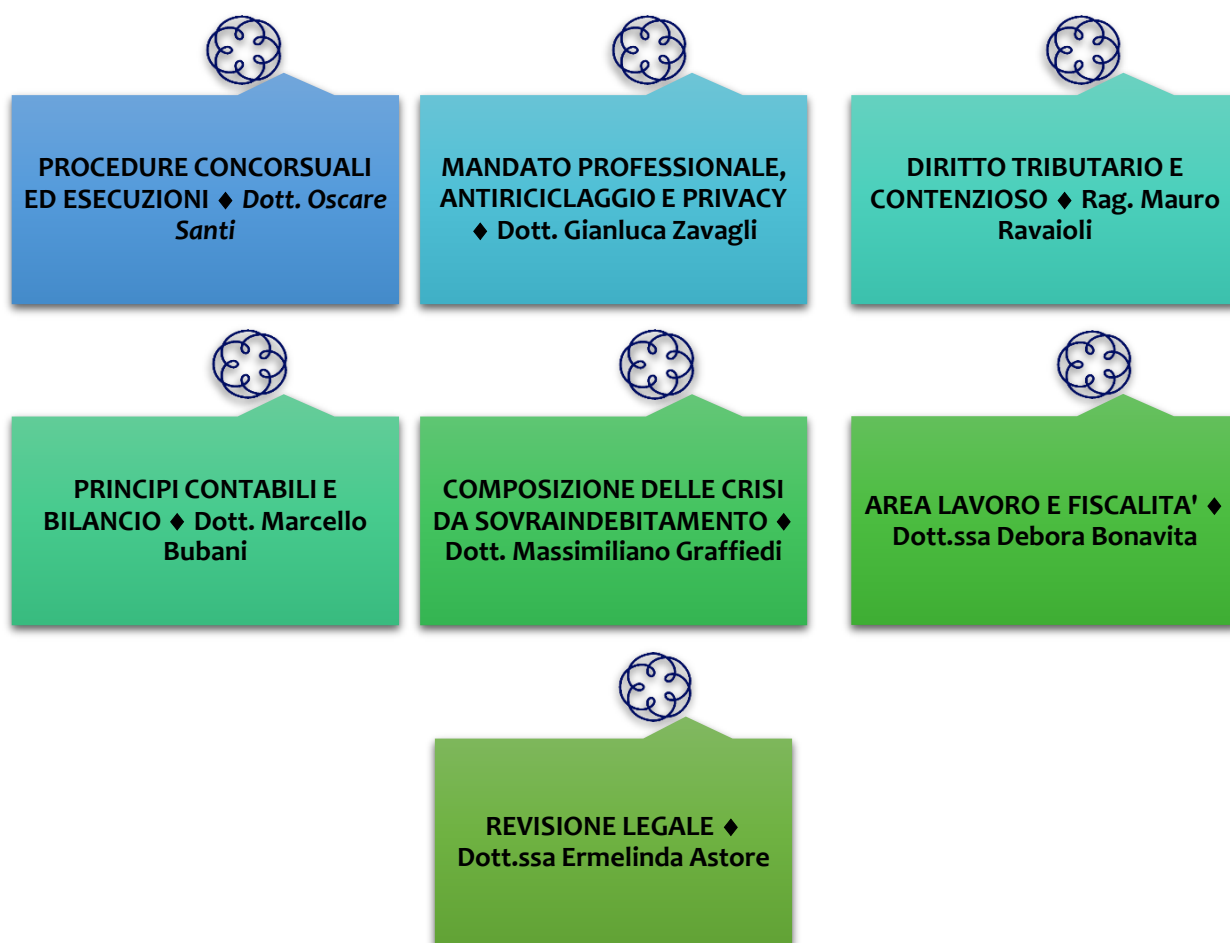 PROCEDURE CONCORSUALI
ED ESECUZIONI ♦ Dott. Oscare
Santi
MANDATO PROFESSIONALE,
ANTIRICICLAGGIO E PRIVACY
♦ Dott. Gianluca Zavagli
DIRITTO TRIBUTARIO E
CONTENZIOSO ♦ Rag. Mauro
Ravaioli
PRINCIPI CONTABILI E
BILANCIO ♦ Dott. Marcello
Bubani
COMPOSIZIONE DELLE CRISI
DA SOVRAINDEBITAMENTO ♦
Dott. Massimiliano Graffiedi
AREA LAVORO E FISCALITA' ♦
Dott.ssa Debora Bonavita
REVISIONE LEGALE ♦
Dott.ssa Ermelinda Astore